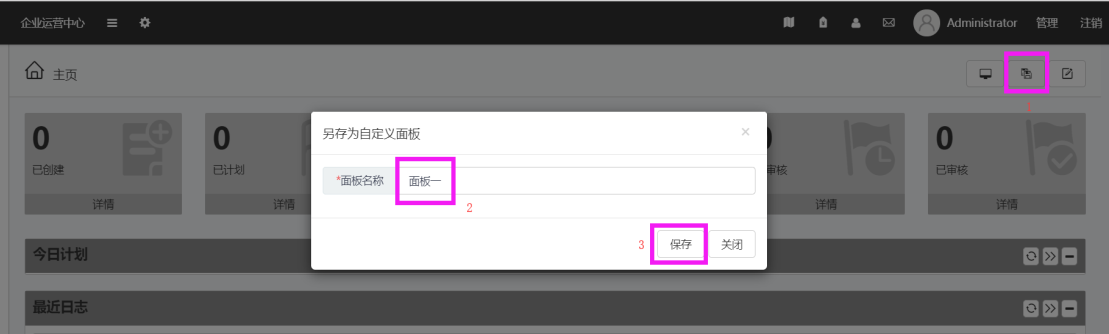 企业运营中心 Administrator 管理 注销
主页
1
0 0 0
已创建 已计划 审核 已审核
详情 详情 详情 详情
另存为自定义面板 ×
*面板名称 面板一
2
3 保存 关闭
今日计划
最近日志